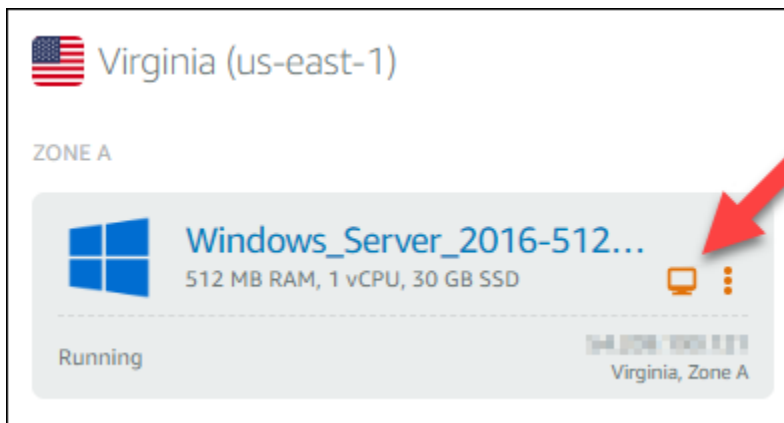 Virginia (us-east-1)
ZONE A
Windows_Server_2016-512...
512 MB RAM, 1 vCPU, 30 GB SSD
Running
Virginia, Zone A